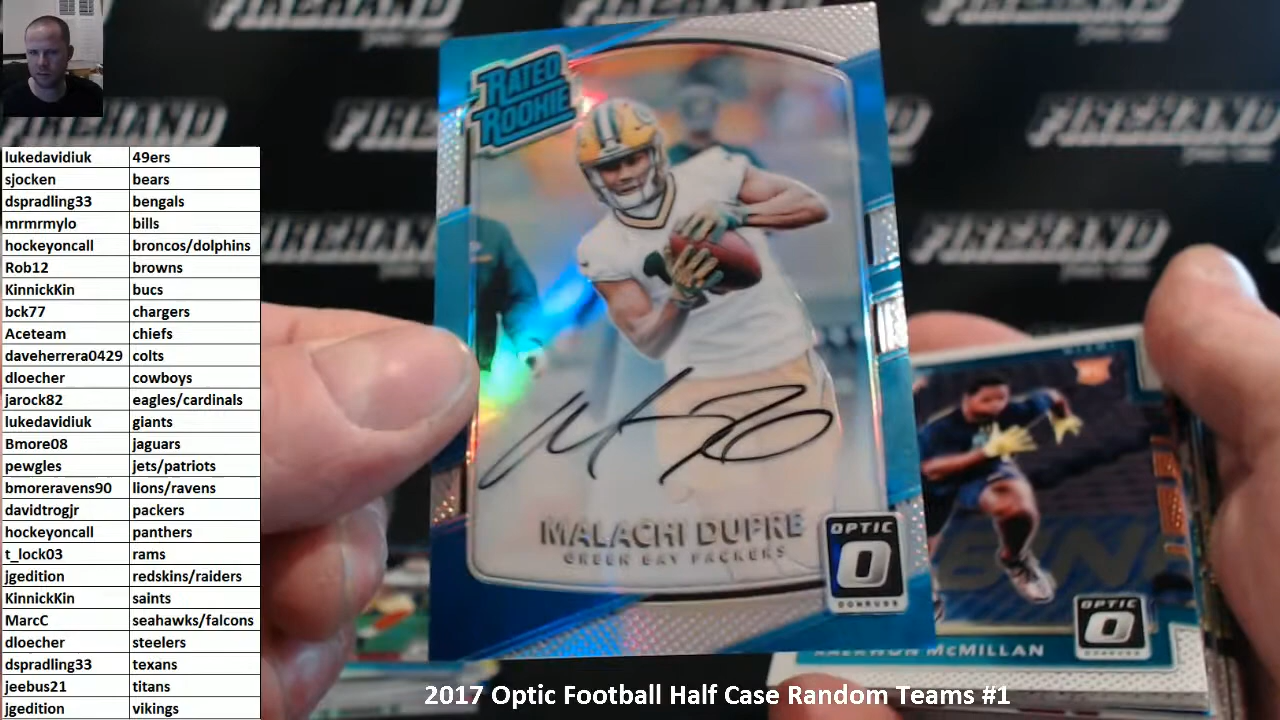 lukedavidiuk 49ers
sjocken bears
dspradling33 bengals
mrmrmylo bills
hockeyoncall broncos/dolphins
Rob12 browns
KinnickKin bucs
bck77 chargers
Aceteam chiefs
daveherrera0429 colts
dloecher cowboys
jarock82 eagles/cardinals
lukedavidiuk giants
Bmore08 jaguars
pewgles jets/patriots
bmoreravens90 lions/ravens
davidtrogjr packers
hockeyoncall panthers
t_lock03 rams
jgedition redskins/raiders
KinnickKin saints
MarcC seahawks/falcons
dloecher steelers
dspradling33 texans
jeebus21 titans
jgedition vikings
FIREHAND
FIREHAND
FIREHAND
FIREHAND
RATED
ROOKIE
MALACHI DUPRE
GREEN BAY PACKERS
OPTIC
O
DONRUSS
RC
OPTIC
O
DONRUSS
McMILLAN
2017 Optic Football Half Case Random Teams #1